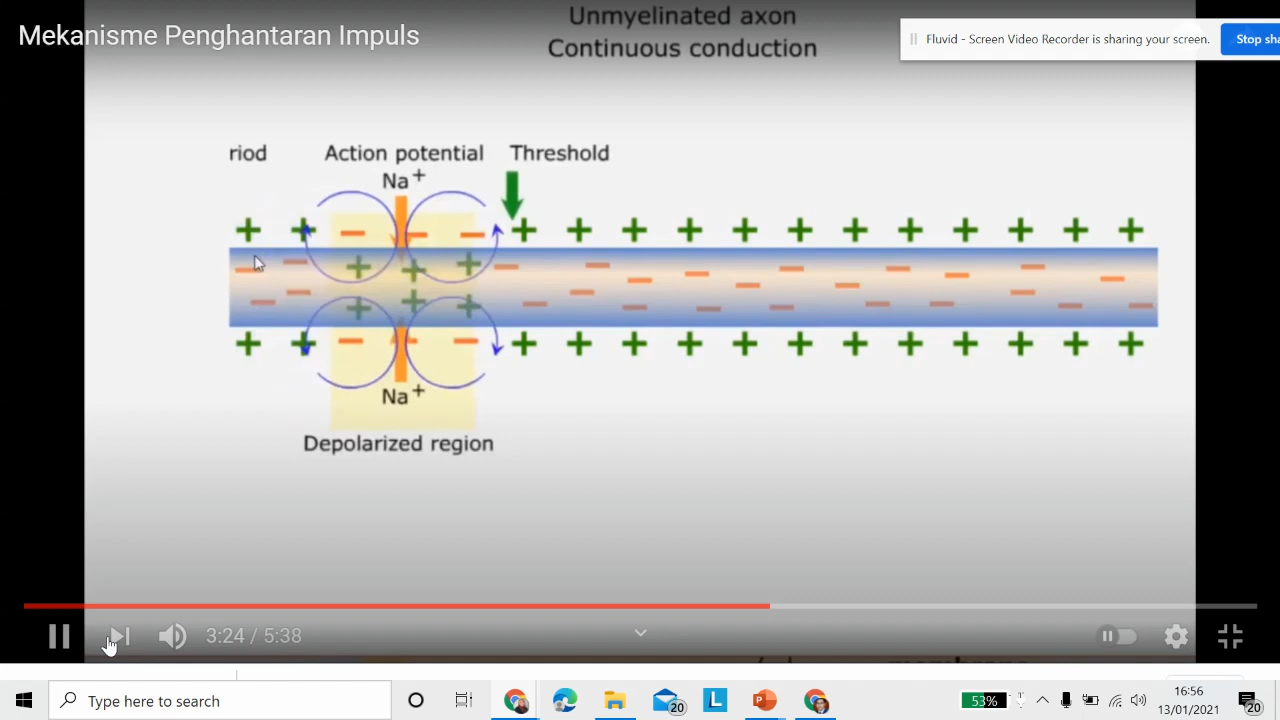 Mekanisme Penghantaran Impuls
Unmyelinated axon
Continuous conduction
Fluvid - Screen Video Recorder is sharing your screen.
Stop sha
riod
Action potential
Threshold
Na+
Na+
Depolarized region
3:24 / 5:38
Type here to search
20
L
53%
16:56
13/01/2021
20